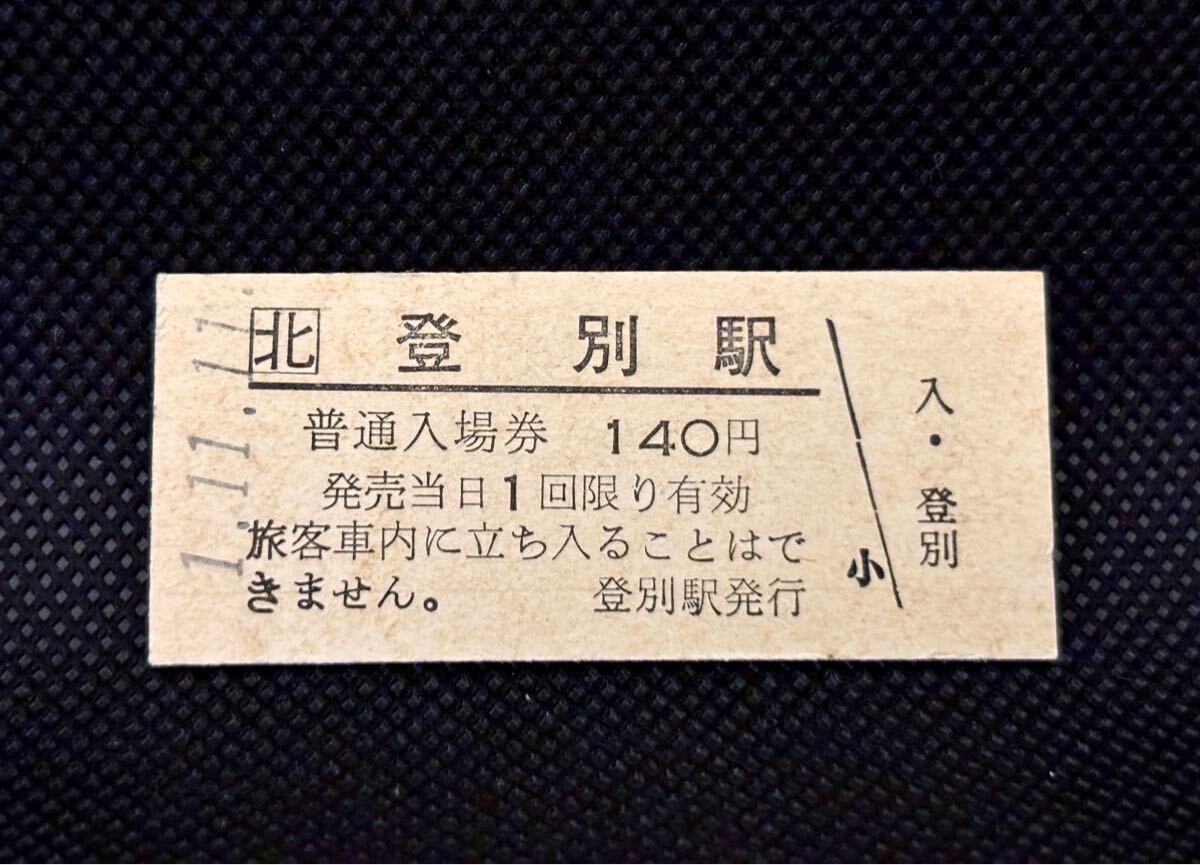 1.11.11.
北 登別駅
普通入場券 140円
発売当日1回限り有効
旅客車内に立ち入ることはで
きません。 登別駅発行
小
入・登別